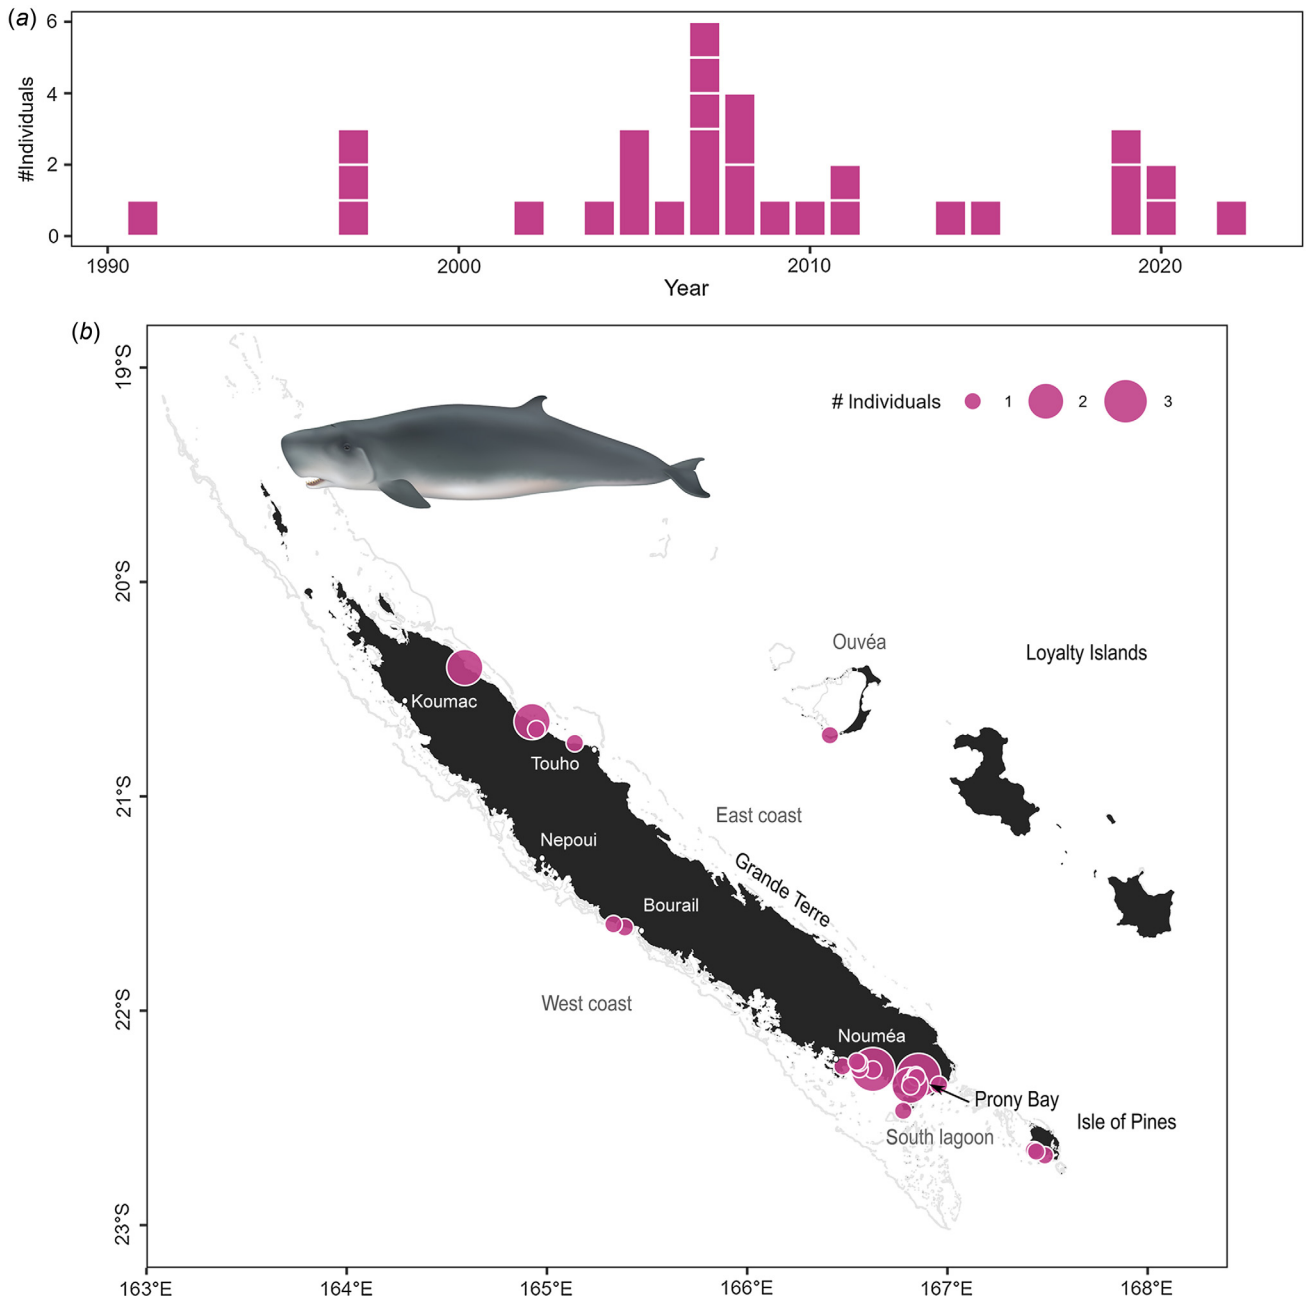 (a)
#Individuals
6
4
2
0
1990 2000 2010 2020
Year
(b)
# Individuals 1 2 3
19°S
20°S
21°S
22°S
23°S
Ouvéa
Loyalty Islands
Koumac
Touho
East coast
Nepoui
Grande Terre
Bourail
West coast
Nouméa
Prony Bay
Isle of Pines
South lagoon
163°E 164°E 165°E 166°E 167°E 168°E